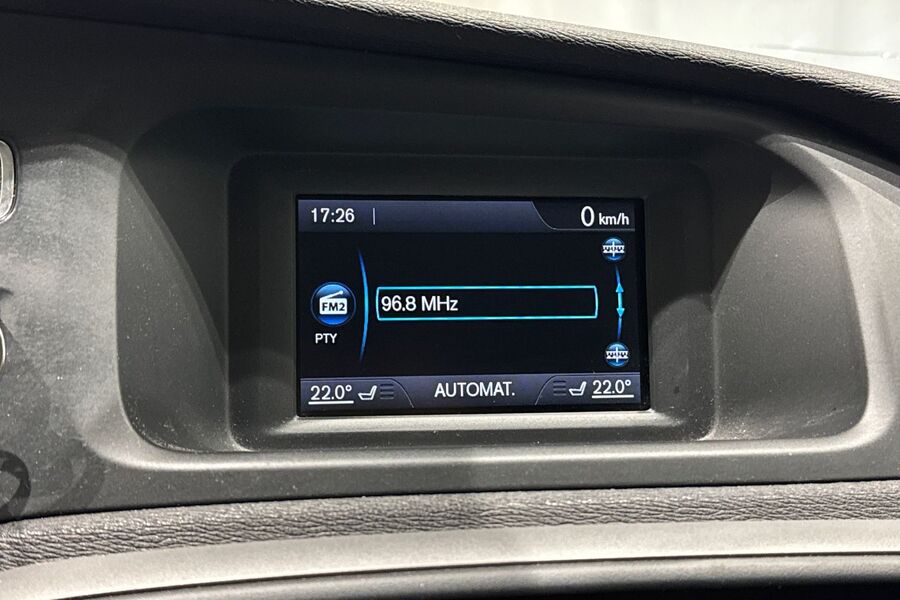 17:26
0 km/h
FM2
96.8 MHz
PTY
22.0° AUTOMAT. 22.0°